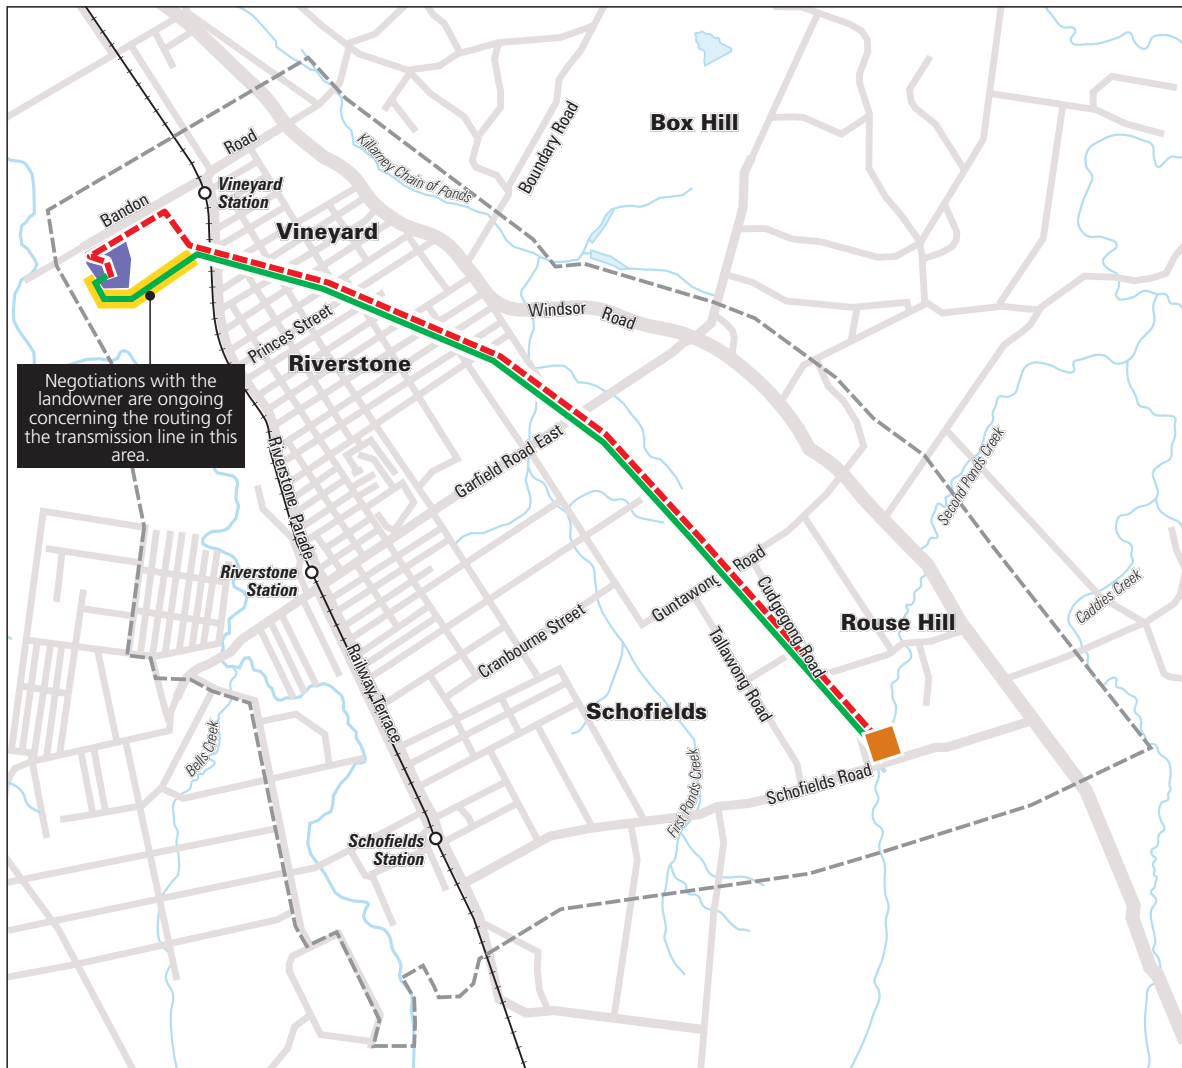 Box Hill
Boundary Road
Killarney Chain of Ponds
Road
Bandon
Vineyard
Station
Vineyard
Windsor
Road
Princes Street
Riverstone
Negotiations with the
landowner are ongoing
concerning the routing of
the transmission line in this
area.
Garfield Road East
Riverstone Parade
Second Ponds Creek
Riverstone
Station
Guntawong Road
Cudgegong Road
Caddies Creek
Rouse Hill
Cranbourne Street
Tallawong Road
Railway Terrace
Schofields
Bells Creek
First Ponds Creek
Schofields Road
Schofields
Station